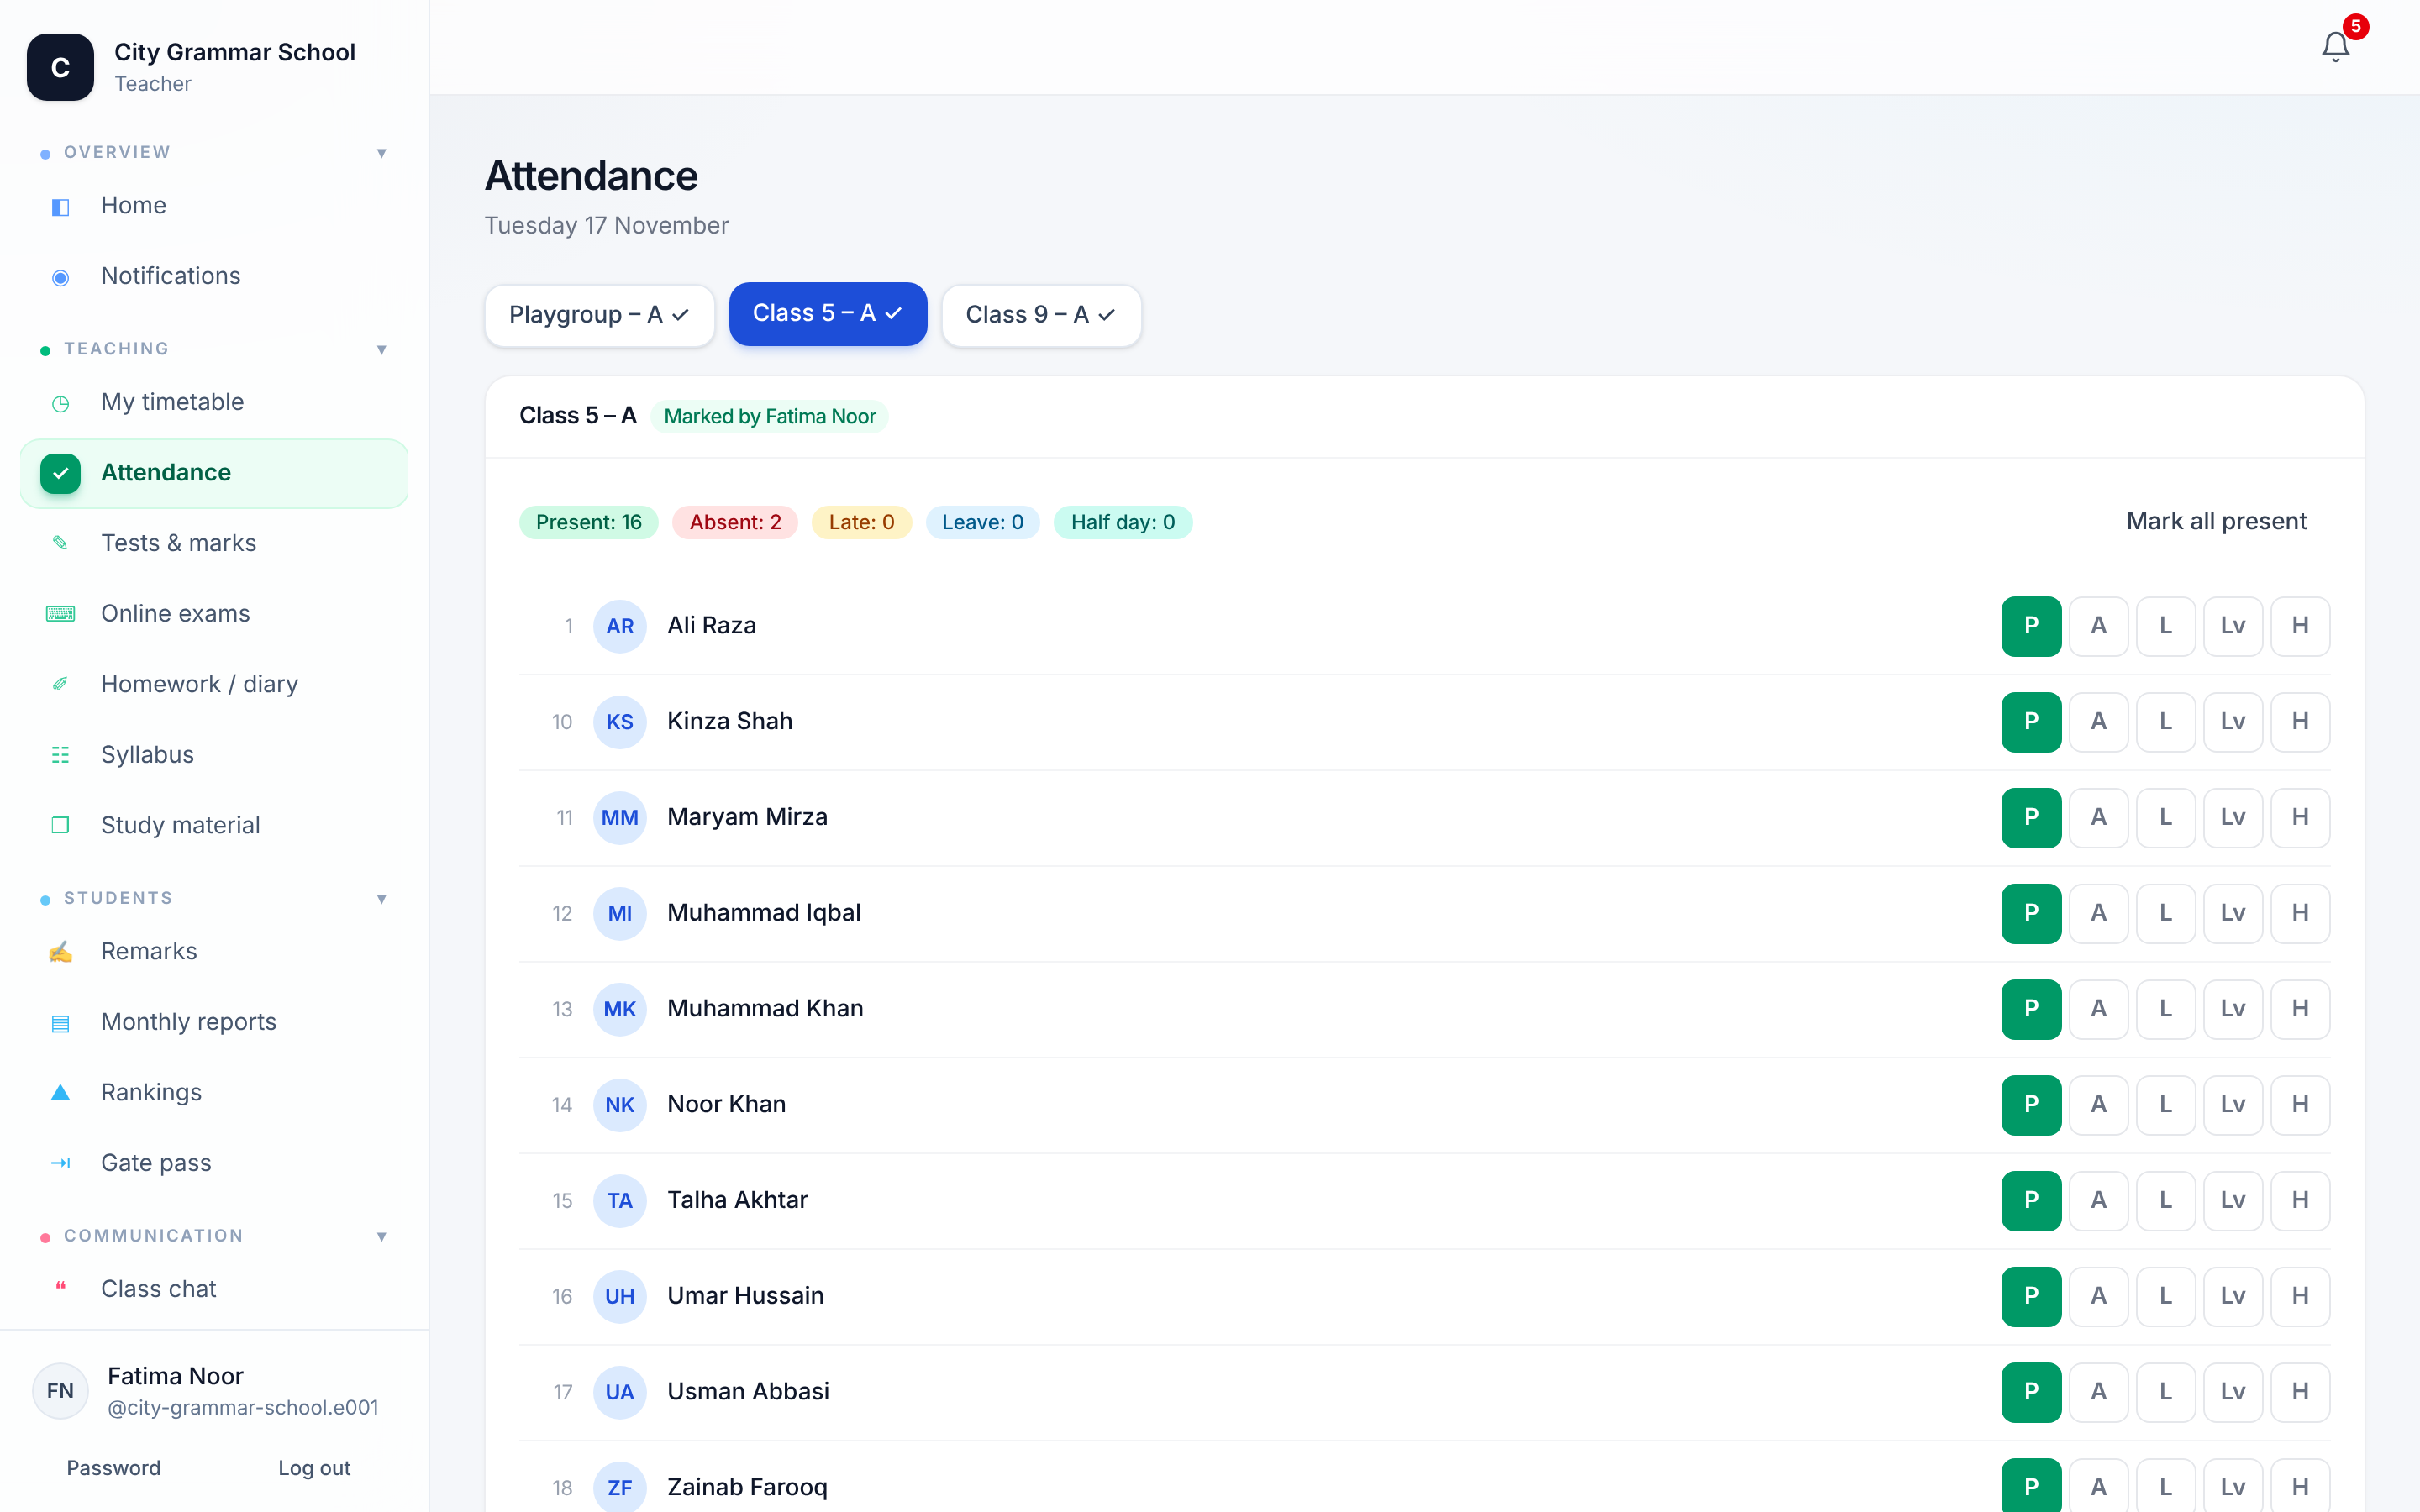 C
City Grammar School
Teacher
OVERVIEW
Home
Notifications
TEACHING
My timetable
Attendance
Tests & marks
Online exams
Homework / diary
Syllabus
Study material
STUDENTS
Remarks
Monthly reports
Rankings
Gate pass
COMMUNICATION
Class chat
FN
Fatima Noor
@city-grammar-school.e001
Password Log out
5
Attendance
Tuesday 17 November
Playgroup – A ✓ Class 5 – A ✓ Class 9 – A ✓
Class 5 – A Marked by Fatima Noor
Present: 16 Absent: 2 Late: 0 Leave: 0 Half day: 0 Mark all present
1 AR Ali Raza P A L Lv H
10 KS Kinza Shah P A L Lv H
11 MM Maryam Mirza P A L Lv H
12 MI Muhammad Iqbal P A L Lv H
13 MK Muhammad Khan P A L Lv H
14 NK Noor Khan P A L Lv H
15 TA Talha Akhtar P A L Lv H
16 UH Umar Hussain P A L Lv H
17 UA Usman Abbasi P A L Lv H
18 ZF Zainab Farooq P A L Lv H